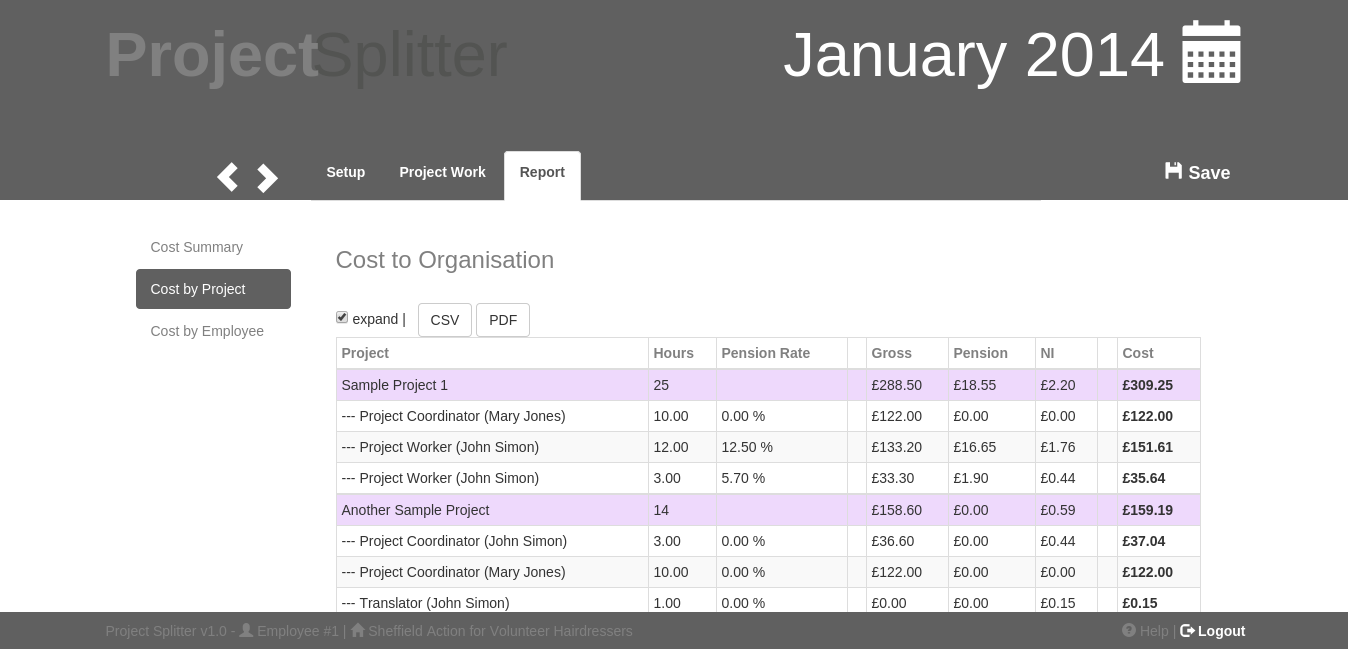 ProjectSplitter
January 2014
Setup Project Work Report
Save
Cost Summary
Cost by Project
Cost by Employee
Cost to Organisation
expand | CSV PDF
Project Hours Pension Rate Gross Pension NI Cost
Sample Project 1 25 £288.50 £18.55 £2.20 £309.25
--- Project Coordinator (Mary Jones) 10.00 0.00 % £122.00 £0.00 £0.00 £122.00
--- Project Worker (John Simon) 12.00 12.50 % £133.20 £16.65 £1.76 £151.61
--- Project Worker (John Simon) 3.00 5.70 % £33.30 £1.90 £0.44 £35.64
Another Sample Project 14 £158.60 £0.00 £0.59 £159.19
--- Project Coordinator (John Simon) 3.00 0.00 % £36.60 £0.00 £0.44 £37.04
--- Project Coordinator (Mary Jones) 10.00 0.00 % £122.00 £0.00 £0.00 £122.00
--- Translator (John Simon) 1.00 0.00 % £0.00 £0.00 £0.15 £0.15
Project Splitter v1.0 - Employee #1 | Sheffield Action for Volunteer Hairdressers
Help | Logout